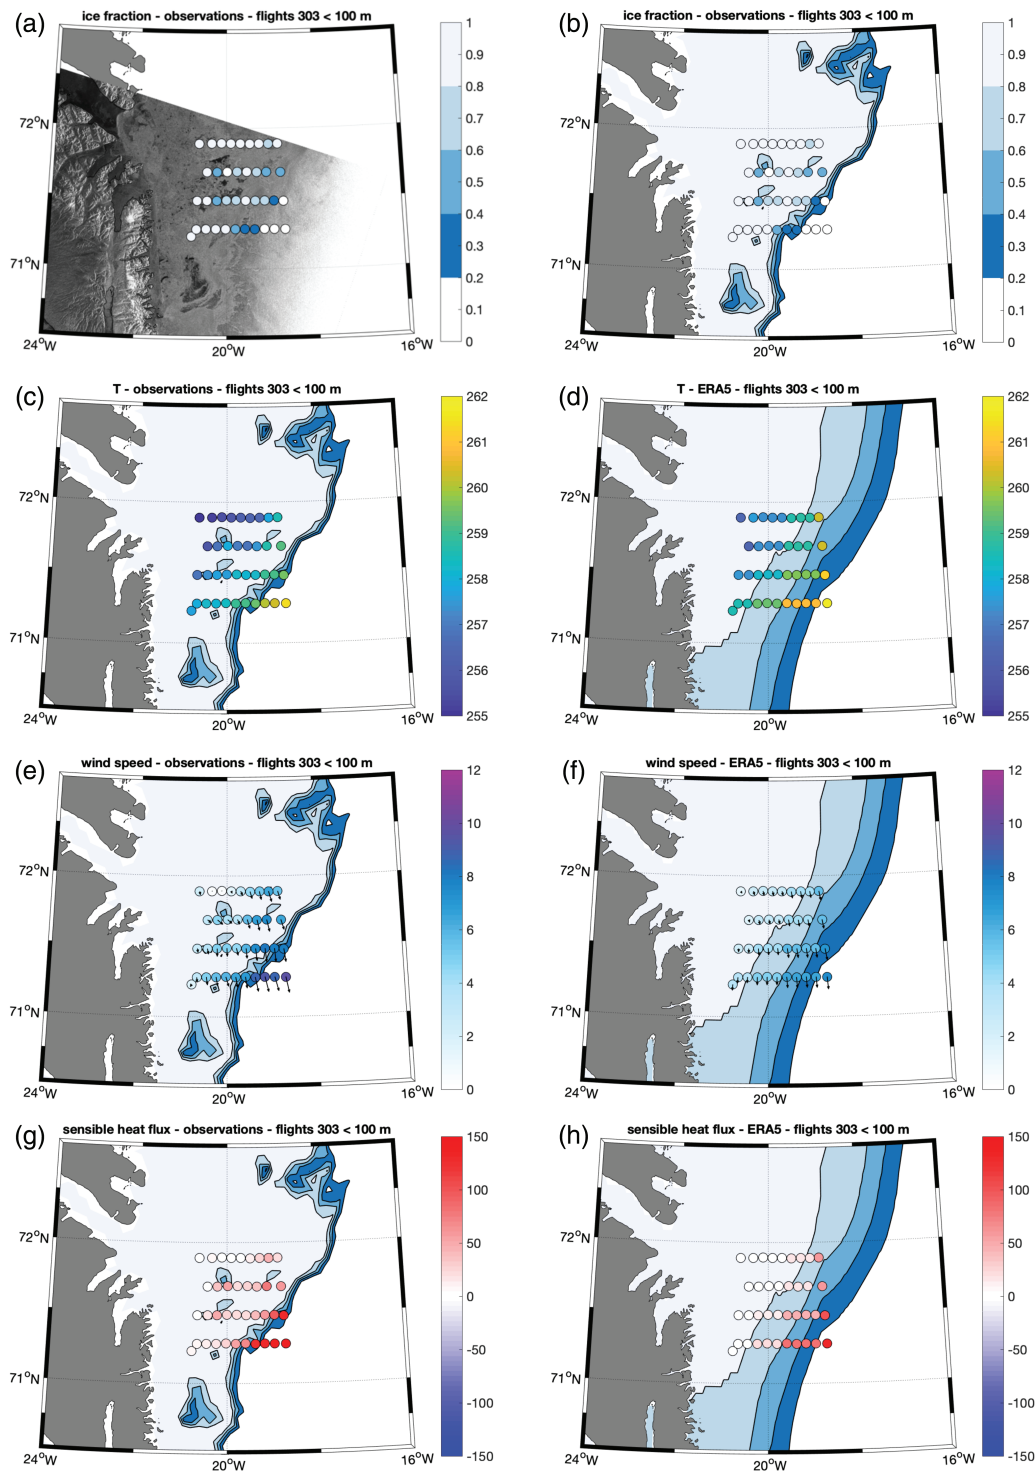 (a) ice fraction - observations - flights 303 < 100 m
1
0.9
0.8
0.6
0.4
0.3
0.2
0.1
0
72°N
71°N
24°W 20°W 16°W
(b) ice fraction - observations - flights 303 < 100 m
1
0.9
0.8
0.6
0.4
0.3
0.2
0.1
0
72°N
71°N
24°W 20°W 16°W
(c) T - observations - flights 303 < 100 m
262
261
260
259
258
257
256
255
72°N
71°N
24°W 20°W 16°W
(d) T - ERA5 - flights 303 < 100 m
262
261
260
259
258
257
256
255
72°N
71°N
24°W 20°W 16°W
(e) wind speed - observations - flights 303 < 100 m
12
10
8
6
4
2
0
72°N
71°N
24°W 20°W 16°W
(f) wind speed - ERA5 - flights 303 < 100 m
12
10
8
6
4
2
0
72°N
71°N
24°W 20°W 16°W
(g) sensible heat flux - observations - flights 303 < 100 m
150
100
50
0
-50
-100
-150
72°N
71°N
24°W 20°W 16°W
(h) sensible heat flux - ERA5 - flights 303 < 100 m
150
100
50
0
-50
-100
-150
72°N
71°N
24°W 20°W 16°W